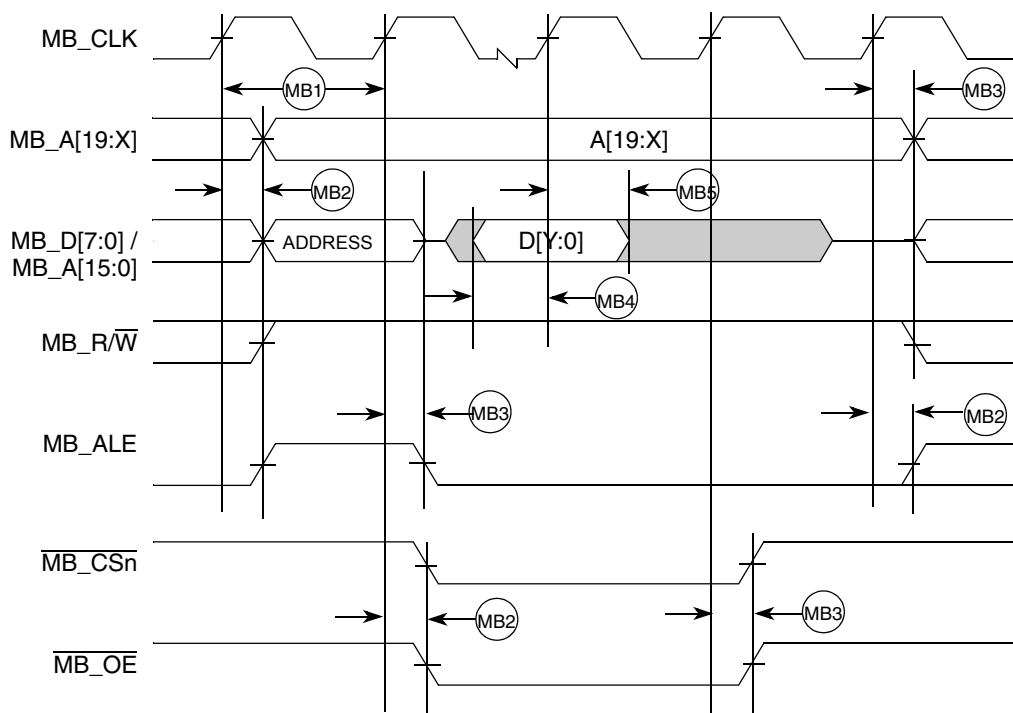 MB_CLK
MB1
MB3
MB_A[19:X]
A[19:X]
MB2
MB5
MB_D[7:0] /
MB_A[15:0]
ADDRESS
D[Y:0]
MB4
MB_R/W
MB3
MB2
MB_ALE
MB_CSn
MB2
MB3
MB_OE